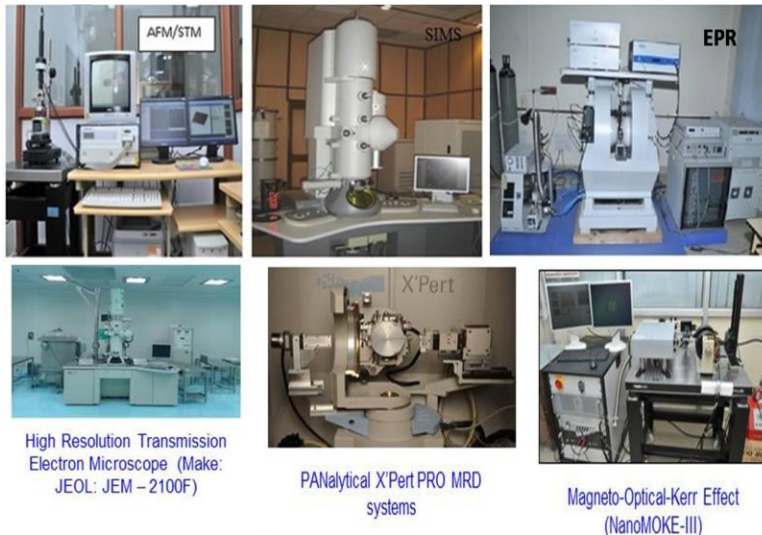 AFM/STM
SIMS
EPR
X'Pert
High Resolution Transmission
Electron Microscope (Make:
JEOL: JEM – 2100F)
PANalytical X'Pert PRO MRD
systems
Magneto-Optical-Kerr Effect
(NanoMOKE-III)